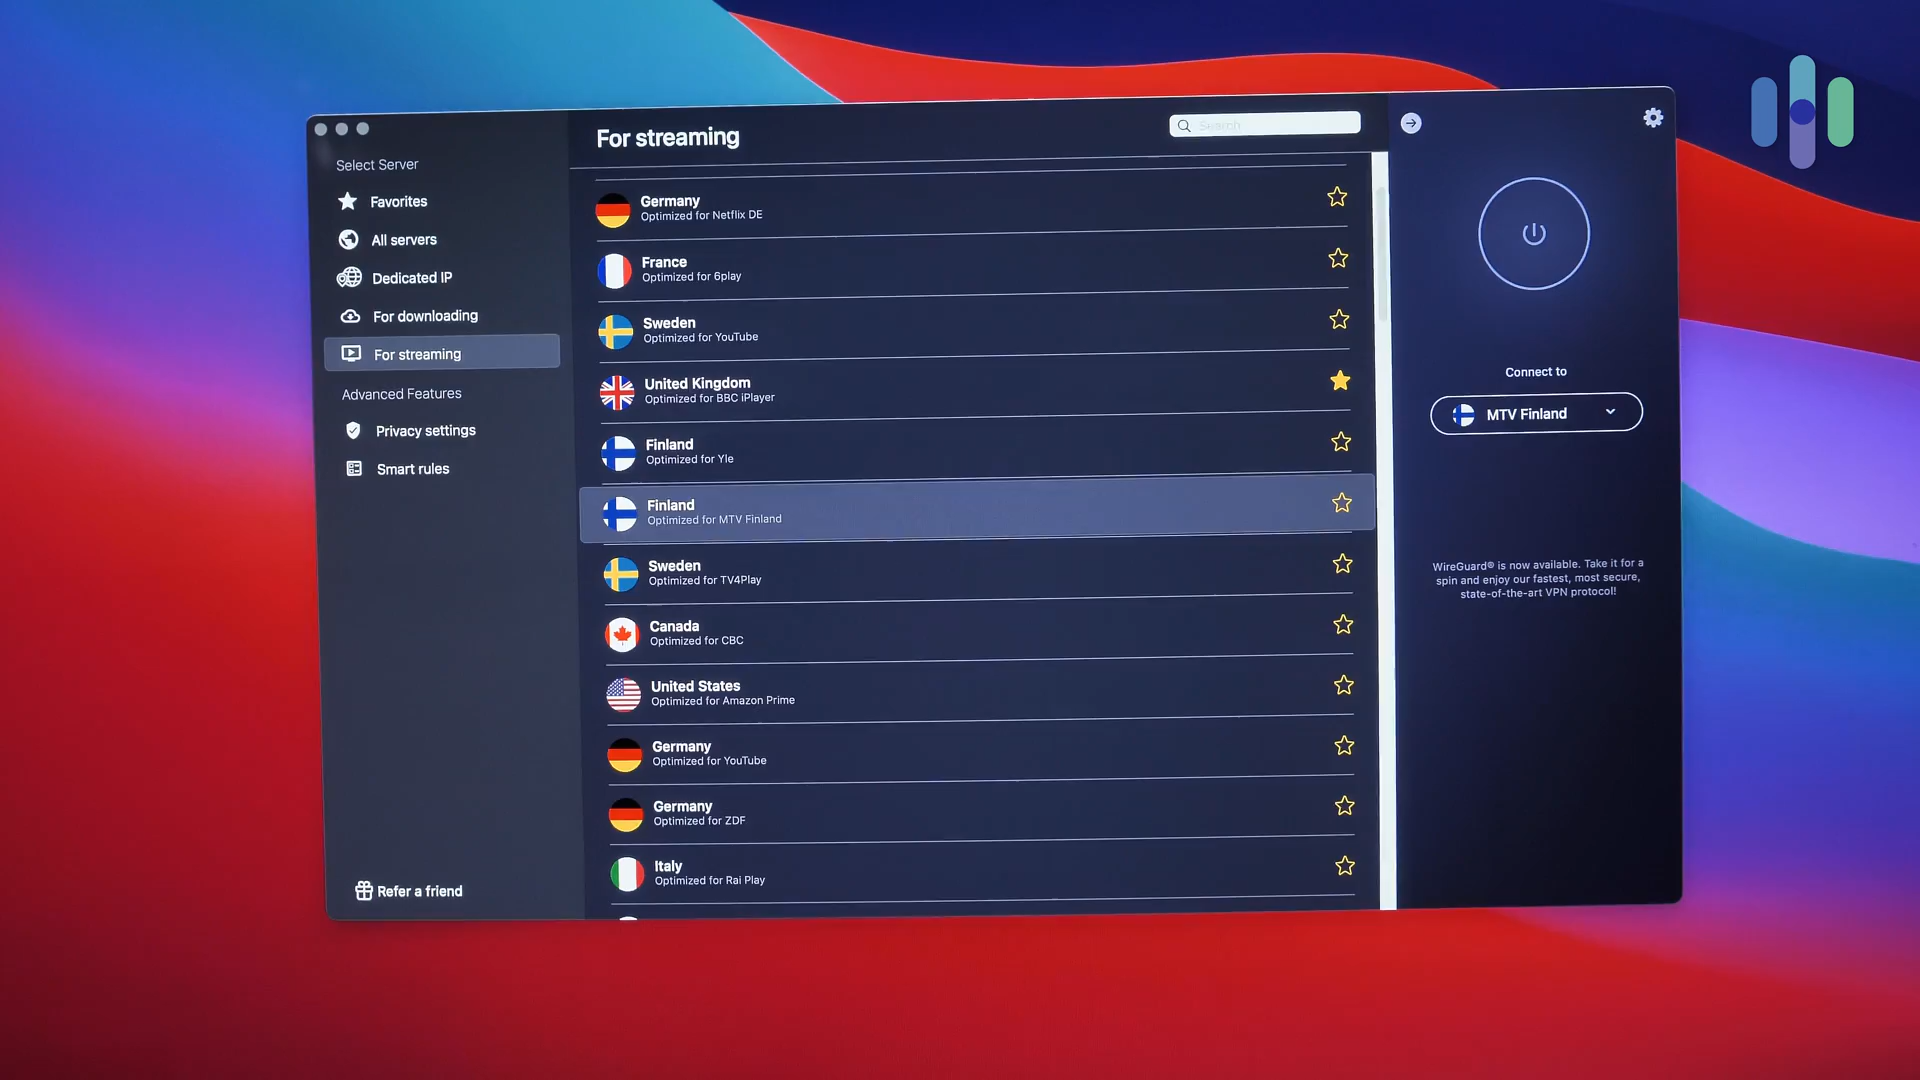 Select Server
Favorites
All servers
Dedicated IP
For downloading
For streaming
Advanced Features
Privacy settings
Smart rules
Refer a friend
For streaming
Search
Germany
Optimized for Netflix DE
France
Optimized for 6play
Sweden
Optimized for YouTube
United Kingdom
Optimized for BBC iPlayer
Finland
Optimized for Yle
Finland
Optimized for MTV Finland
Sweden
Optimized for TV4Play
Canada
Optimized for CBC
United States
Optimized for Amazon Prime
Germany
Optimized for YouTube
Germany
Optimized for ZDF
Italy
Optimized for Rai Play
Connect to
MTV Finland
WireGuard® is now available. Take it for a
spin and enjoy our fastest, most secure,
state-of-the-art VPN protocol!